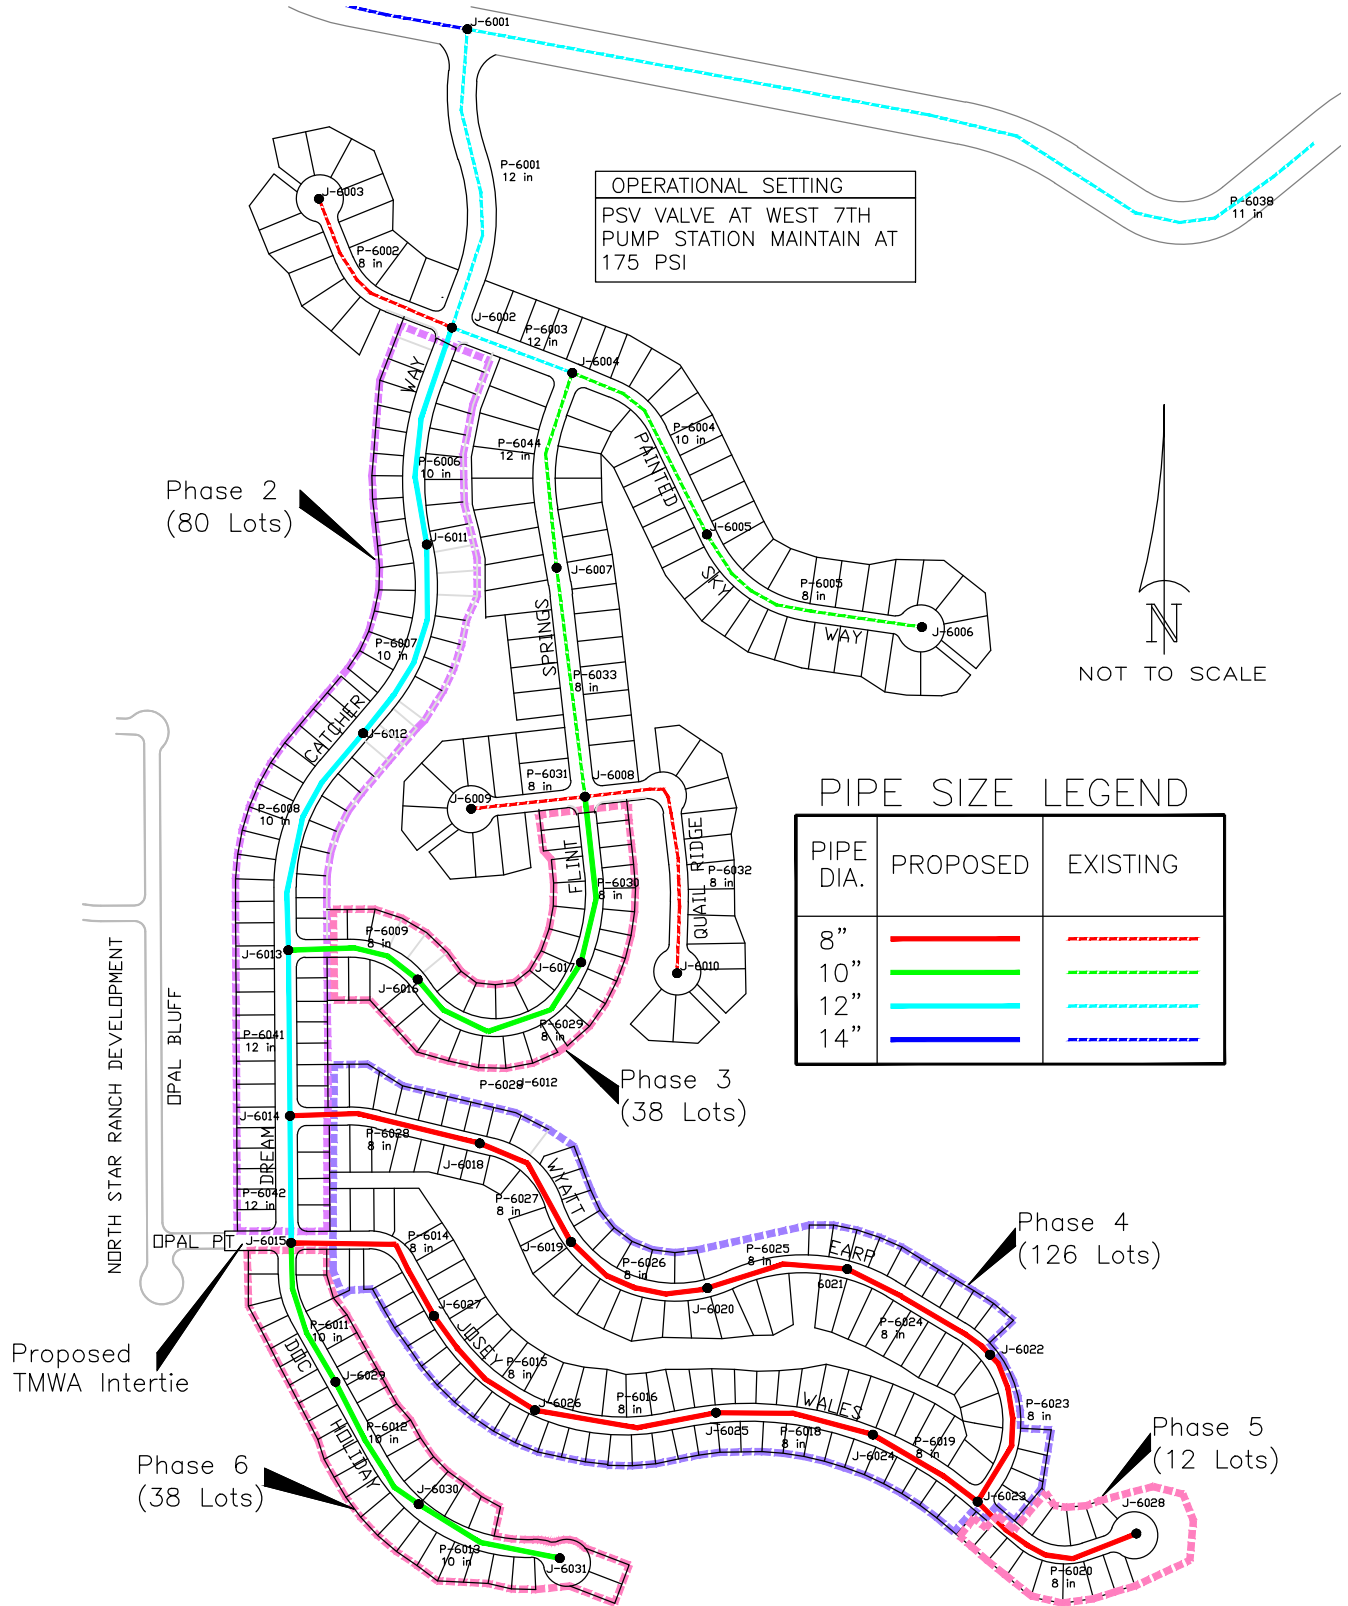 J-6001
P-6001
12 in
J-6003
P-6038
11 in
OPERATIONAL SETTING
PSV VALVE AT WEST 7TH
PUMP STATION MAINTAIN AT
175 PSI
P-6002
8 in
J-6002
P-6003
12 in
J-6004
WAY
P-6004
10 in
P-6044
12 in
PAINTED
P-6006
10 in
Phase 2
(80 Lots)
J-6011
J-6005
J-6007
SKY
P-6005
8 in
SPRINGS
WAY
J-6006
N
NOT TO SCALE
P-6007
10 in
P-6033
8 in
CATCHER
J-6012
P-6031
8 in
J-6008
J-6009
P-6008
10 in
PIPE SIZE LEGEND
PIPE
DIA.
PROPOSED
EXISTING
8"
10"
12"
14"
FLINT
QUAIL RIDGE
P-6032
8 in
P-6030
8 in
P-6009
8 in
J-6013
J-6016
J-6017
J-6010
NORTH STAR RANCH DEVELOPMENT
OPAL BLUFF
P-6041
12 in
P-6029
8 in
Phase 3
(38 Lots)
P-6028
J-6012
J-6014
P-6028
8 in
DREAM
J-6018
WYATT
P-6042
12 in
P-6027
8 in
OPAL PT
J-6015
P-6014
8 in
J-6019
P-6026
8 in
P-6025
8 in
EARP
Phase 4
(126 Lots)
6021
J-6020
J-6027
P-6024
8 in
P-6011
10 in
DOC
JOSEY
J-6022
Proposed
TMWA Intertie
J-6029
P-6015
8 in
J-6026
P-6016
8 in
WALES
P-6023
8 in
P-6012
10 in
HOLIDAY
J-6025
P-6018
8 in
J-6024
P-6019
8 in
Phase 5
(12 Lots)
Phase 6
(38 Lots)
J-6030
J-6023
J-6028
P-6013
10 in
J-6031
P-6020
8 in